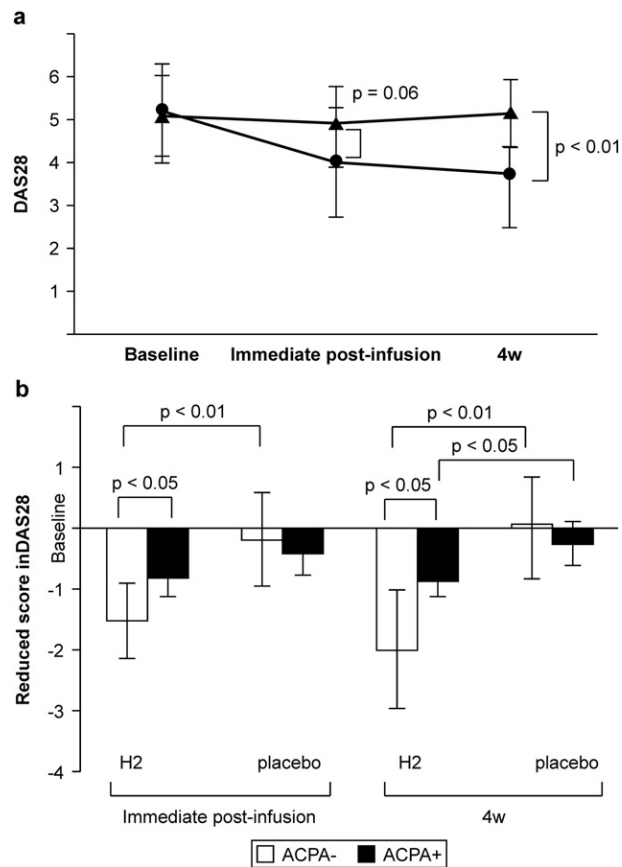 a
6
p = 0.06
5
4
p < 0.01
3
2
1
DAS28
Baseline Immediate post-infusion 4w
b
p < 0.01 p < 0.01
p < 0.05
1
p < 0.05 p < 0.05
Baseline
-1
-2
-3
-4
Reduced score inDAS28
H2 placebo H2 placebo
Immediate post-infusion 4w
ACPA- ACPA+